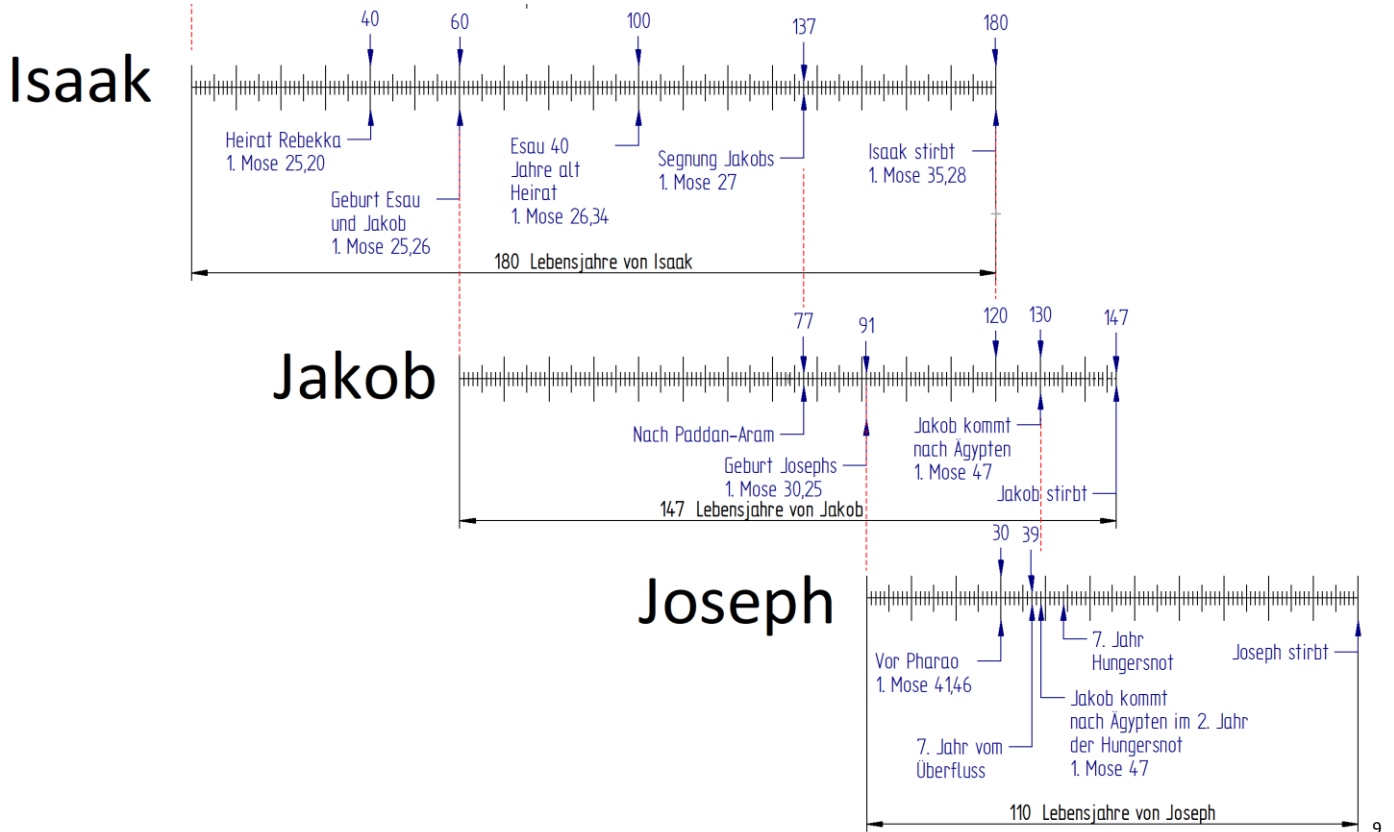 40
60
100
137
180
Isaak
Heirat Rebekka
1. Mose 25,20
Geburt Esau
und Jakob
1. Mose 25,26
Esau 40
Jahre alt
Heirat
1. Mose 26,34
Segnung Jakobs
1. Mose 27
Isaak stirbt
1. Mose 35,28
180 Lebensjahre von Isaak
77
91
120
130
147
Jakob
Nach Paddan-Aram
Geburt Josephs
1. Mose 30,25
Jakob kommt
nach Ägypten
1. Mose 47
Jakob stirbt
147 Lebensjahre von Jakob
30
39
Joseph
Vor Pharao
1. Mose 41,46
7. Jahr vom
Überfluss
7. Jahr
Hungersnot
Jakob kommt
nach Ägypten im 2. Jahr
der Hungersnot
1. Mose 47
Joseph stirbt
110 Lebensjahre von Joseph
9